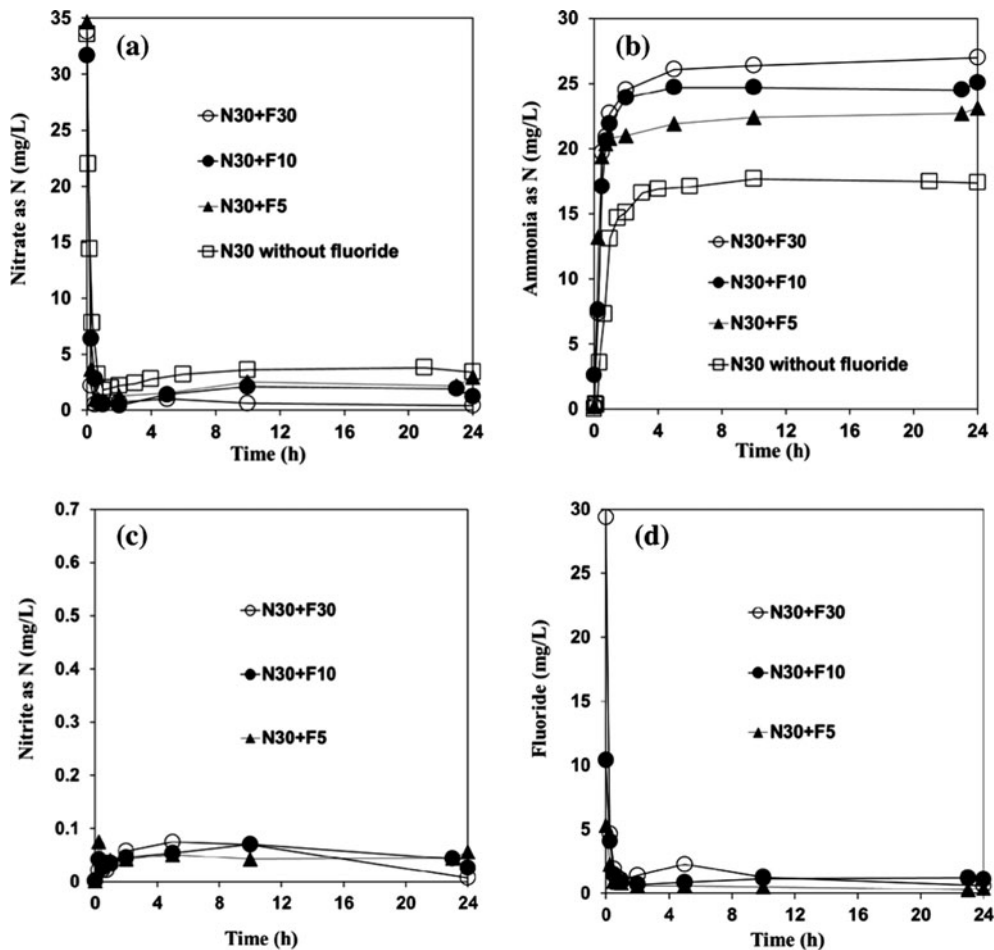 (a)
Nitrate as N (mg/L)
35
30
25
20
15
10
5
0
N30+F30
N30+F10
N30+F5
N30 without fluoride
0 4 8 12 16 20 24
Time (h)
(b)
Ammonia as N (mg/L)
30
25
20
15
10
5
0
N30+F30
N30+F10
N30+F5
N30 without fluoride
0 4 8 12 16 20 24
Time (h)
(c)
Nitrite as N (mg/L)
0.7
0.6
0.5
0.4
0.3
0.2
0.1
0
N30+F30
N30+F10
N30+F5
0 4 8 12 16 20 24
Time (h)
(d)
Fluoride (mg/L)
30
25
20
15
10
5
0
N30+F30
N30+F10
N30+F5
0 4 8 12 16 20 24
Time (h)